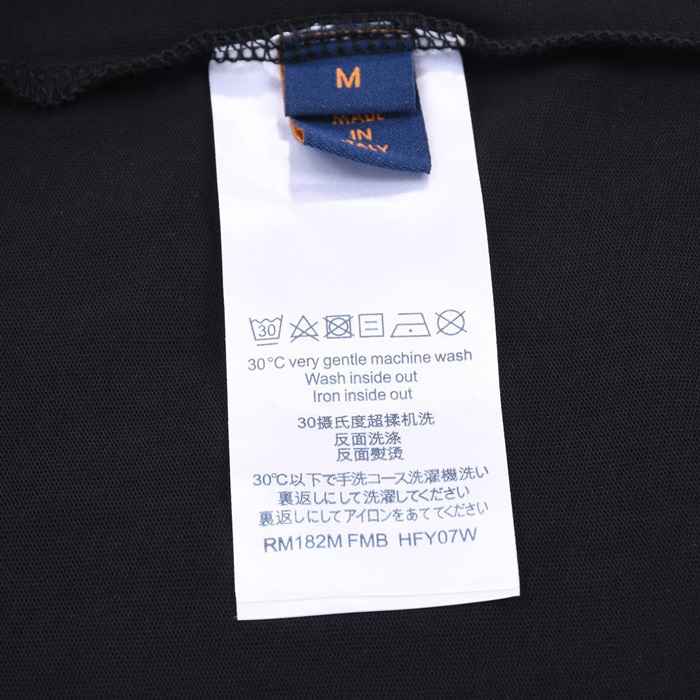 M
MADE
IN
ITALY
30
30°C very gentle machine wash
Wash inside out
Iron inside out
30摄氏度超揉机洗
反面洗涤
反面熨烫
30℃以下で手洗コース洗濯機洗い
裏返しにして洗濯してください
裏返しにしてアイロンをあててください
RM182M FMB HFY07W